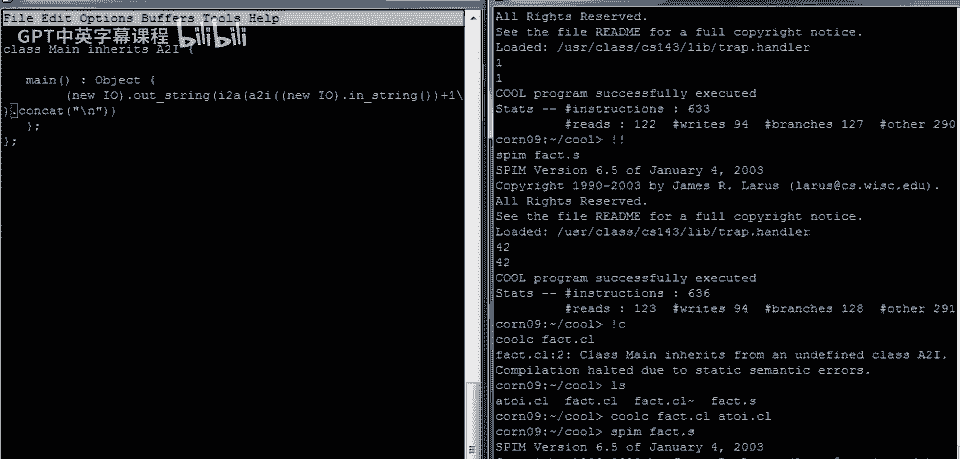 File Edit Options Buffers Tools Help
GPT中英字幕课程 bilibili
class Main inherits A2I {
main() : Object {
(new IO).out_string(i2a(a2i((new IO).in_string())+1\
).concat("\n"))
};
};
All Rights Reserved.
See the file README for a full copyright notice.
Loaded: /usr/class/cs143/lib/trap.handler
1
1
COOL program successfully executed
Stats -- #instructions : 633
#reads : 122 #writes 94 #branches 127 #other 290
corn09:~/cool> !!
spim fact.s
SPIM Version 6.5 of January 4, 2003
Copyright 1990-2003 by James R. Larus (larus@cs.wisc.edu).
All Rights Reserved.
See the file README for a full copyright notice.
Loaded: /usr/class/cs143/lib/trap.handler
42
42
COOL program successfully executed
Stats -- #instructions : 636
#reads : 123 #writes 94 #branches 128 #other 291
corn09:~/cool> !c
coolc fact.cl
fact.cl:2: Class Main inherits from an undefined class A2I.
Compilation halted due to static semantic errors.
corn09:~/cool> ls
atoi.cl fact.cl fact.cl~ fact.s
corn09:~/cool> coolc fact.cl atoi.cl
corn09:~/cool> spim fact.s
SPIM Version 6.5 of January 4, 2003